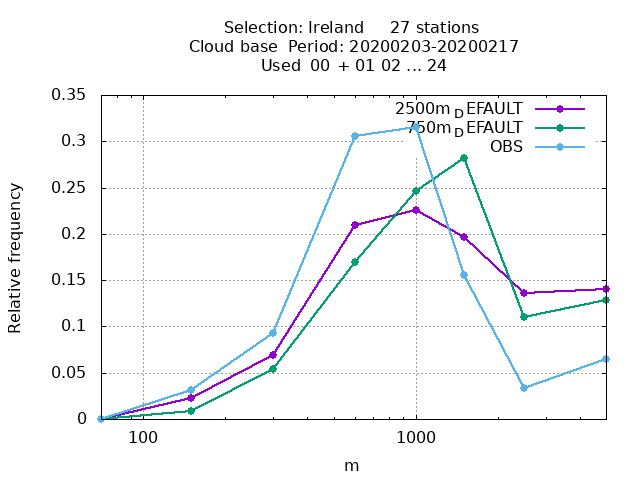 Selection: Ireland 27 stations
Cloud base Period: 20200203-20200217
Used 00 + 01 02 ... 24
0.35
0.3
0.25
0.2
0.15
0.1
0.05
0
Relative frequency
2500m_DEFAULT
750m_DEFAULT
OBS
100
1000
m